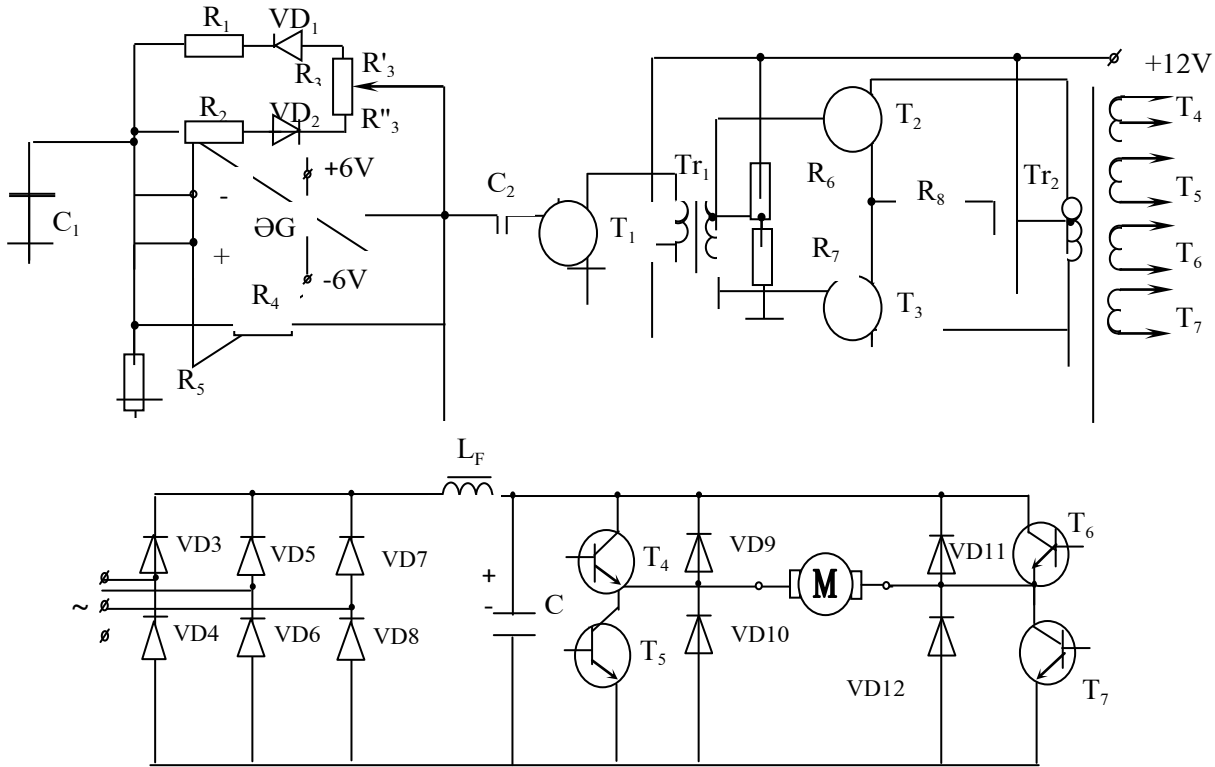 R₁ VD₁
R₃ R'₃
R"₃
R₂ VD₂
+6V
-
C₁ ƏG
+
-6V
R₄
R₅
C₂
T₁
Tr₁
R₆
R₇
T₂
T₃
R₈
Tr₂
+12V
T₄
T₅
T₆
T₇
L_F
VD3 VD5 VD7
~
VD4 VD6 VD8
+
- C
T₄
T₅
VD9
VD10
M
VD11
VD12
T₆
T₇